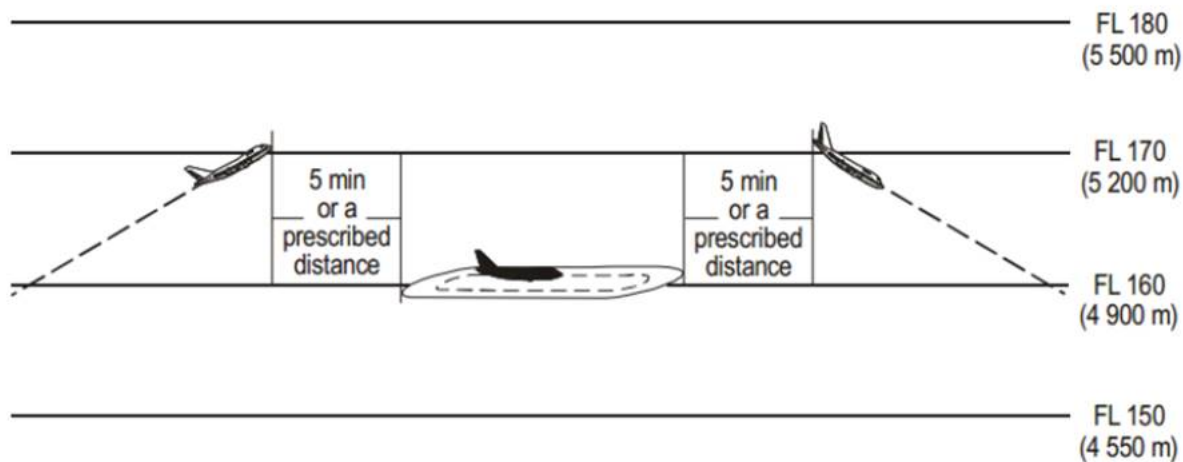 FL 180
(5 500 m)
FL 170
(5 200 m)
5 min
or a
prescribed
distance
5 min
or a
prescribed
distance
FL 160
(4 900 m)
FL 150
(4 550 m)